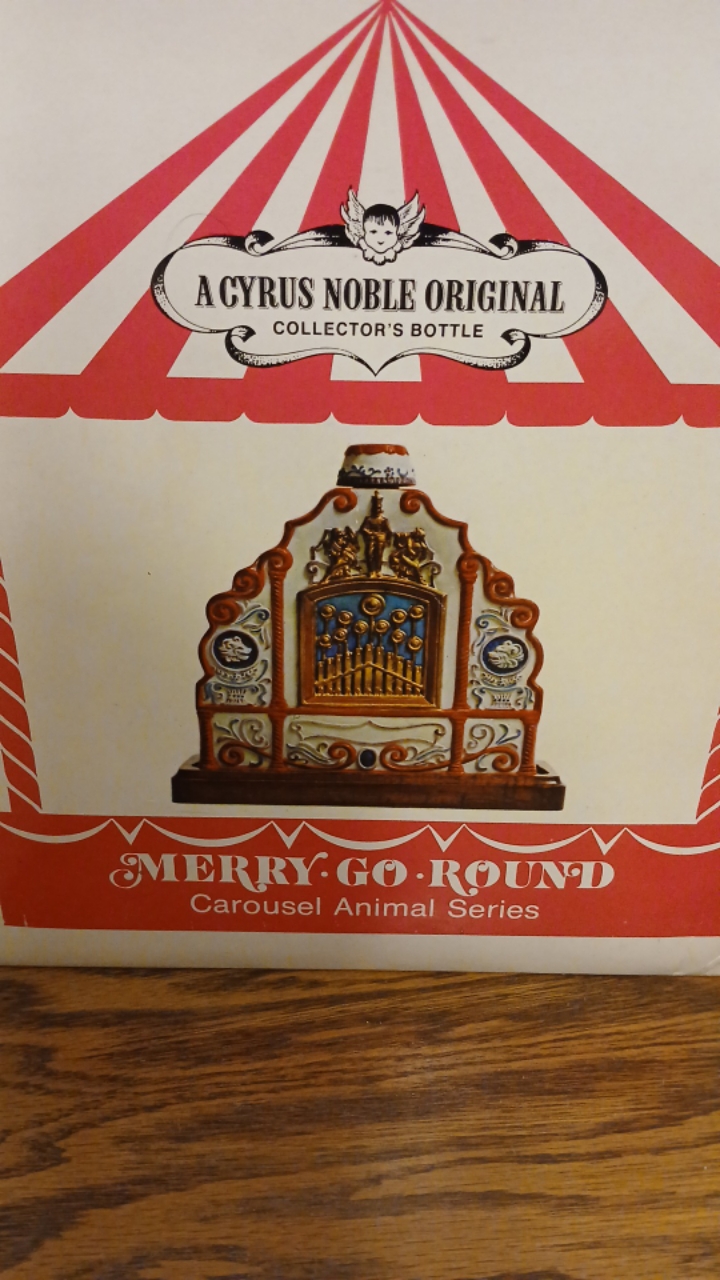 A CYRUS NOBLE ORIGINAL
COLLECTOR'S BOTTLE
MERRY·GO·ROUND
Carousel Animal Series